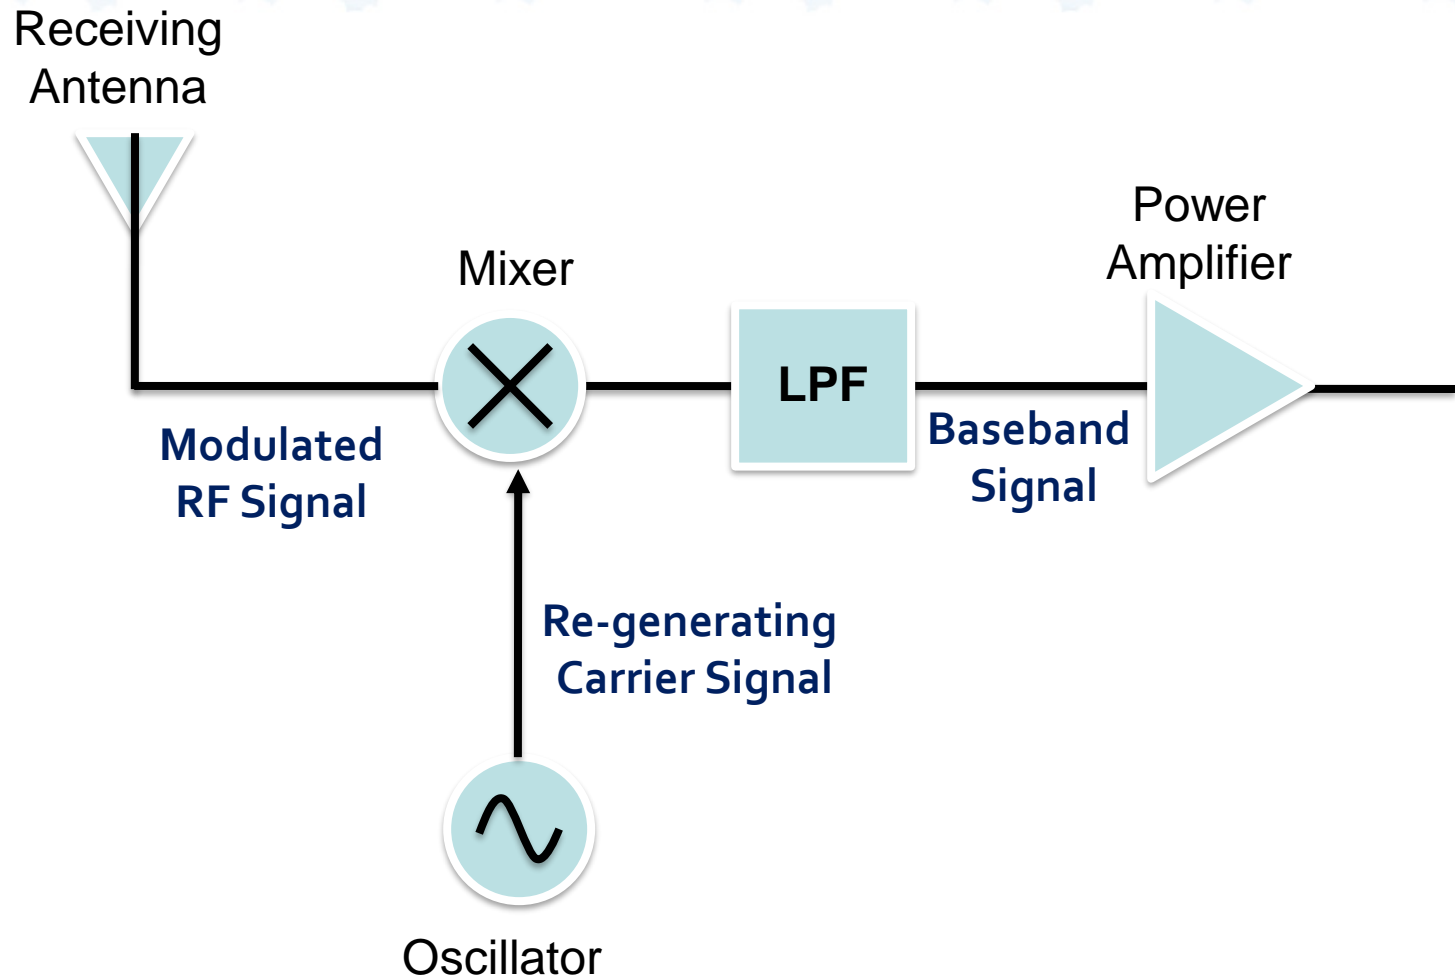 Receiving
Antenna
Power
Amplifier
Mixer
LPF
Modulated
RF Signal
Baseband
Signal
Re-generating
Carrier Signal
Oscillator